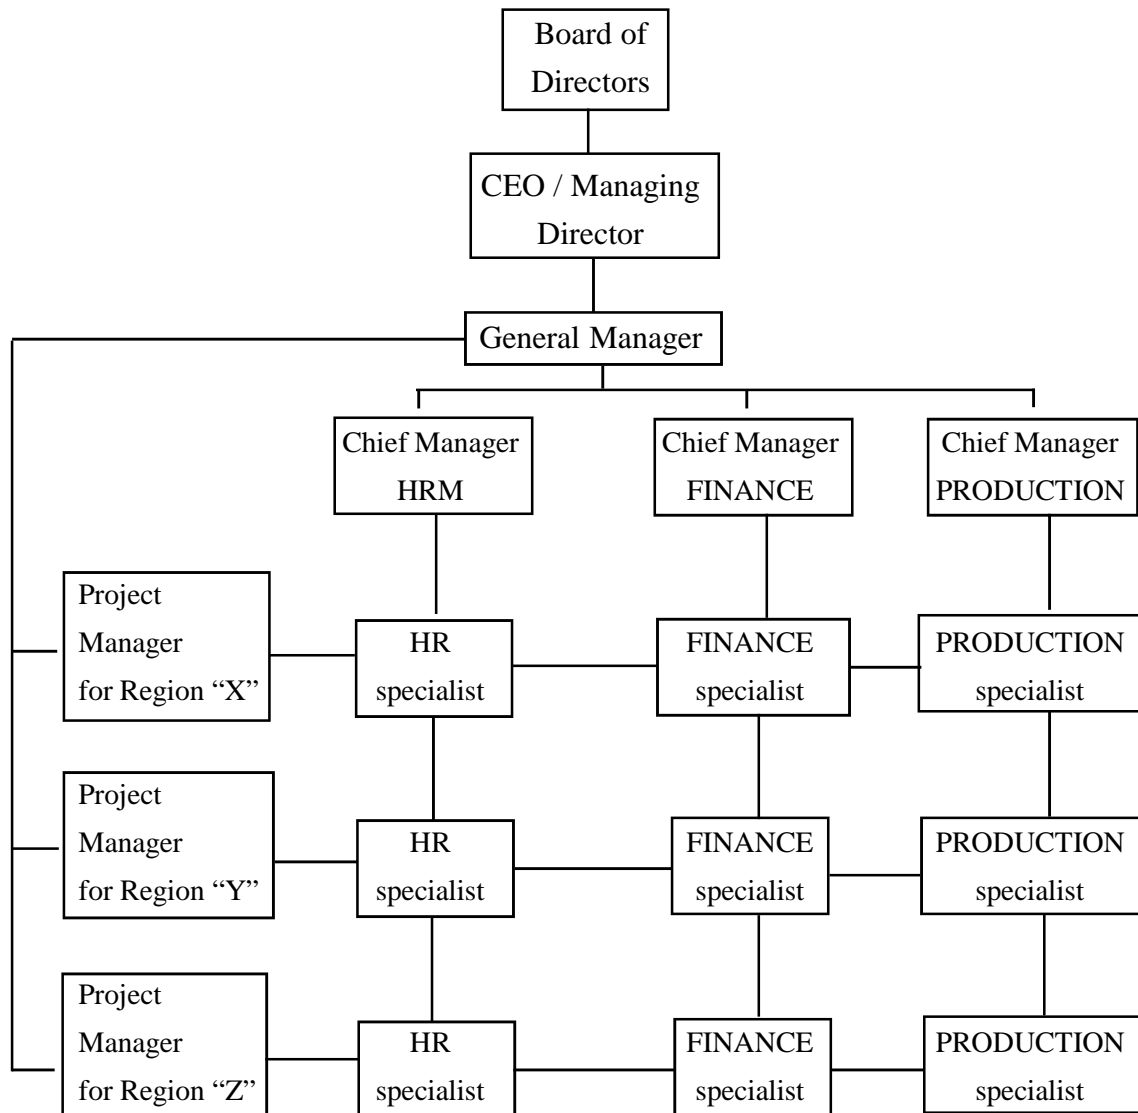 Board of
Directors
CEO / Managing
Director
General Manager
Chief Manager
HRM
Chief Manager
FINANCE
Chief Manager
PRODUCTION
Project
Manager
for Region “X”
HR
specialist
FINANCE
specialist
PRODUCTION
specialist
Project
Manager
for Region “Y”
HR
specialist
FINANCE
specialist
PRODUCTION
specialist
Project
Manager
for Region “Z”
HR
specialist
FINANCE
specialist
PRODUCTION
specialist